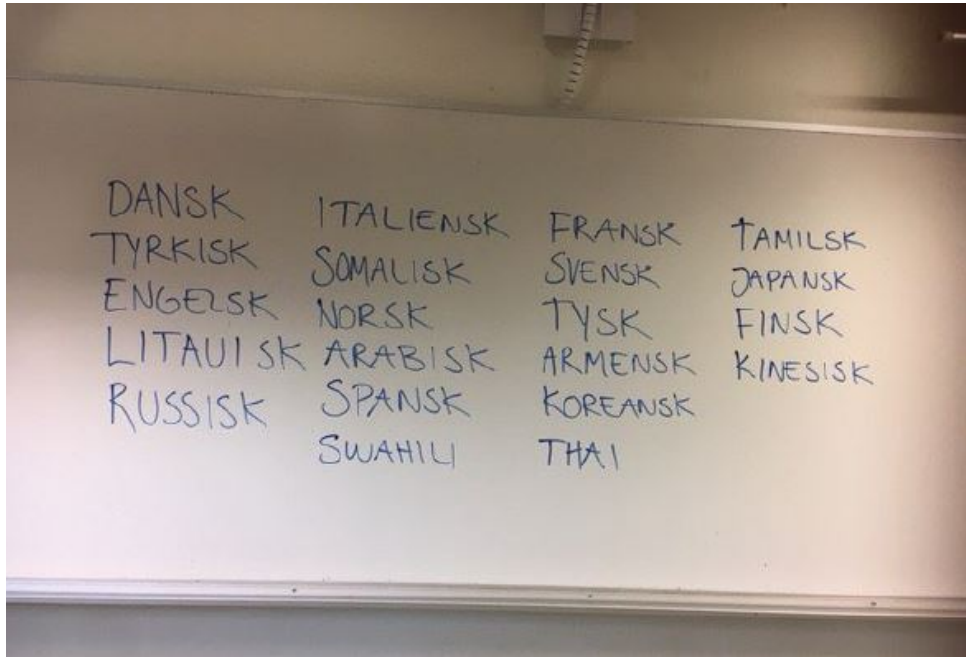 DANSK
TYRKISK
ENGELSK
LITAUISK
RUSSISK
ITALIENSK
SOMALISK
NORSK
ARABISK
SPANSK
SWAHILI
FRANSK
SVENSK
TYSK
ARMENSK
KOREANSK
THAI
TAMILSK
JAPANSK
FINSK
KINESISK